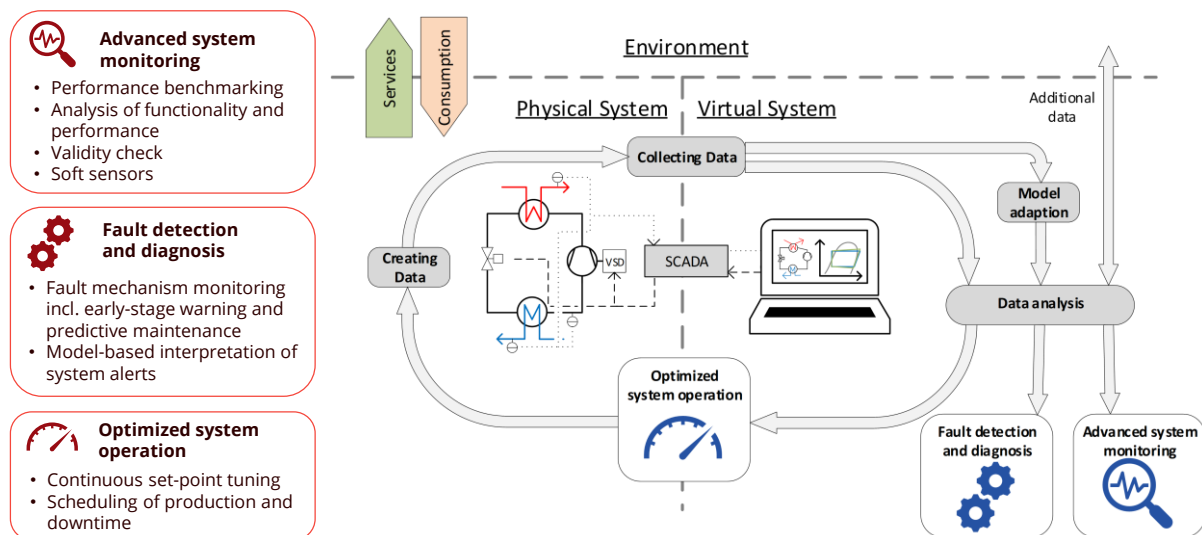 Advanced system
monitoring
• Performance benchmarking
• Analysis of functionality and
performance
• Validity check
• Soft sensors
Fault detection
and diagnosis
• Fault mechanism monitoring
incl. early-stage warning and
predictive maintenance
• Model-based interpretation of
system alerts
Optimized system
operation
• Continuous set-point tuning
• Scheduling of production and
downtime
Services
Consumption
Environment
Physical System
Virtual System
Additional
data
Collecting Data
Model
adaption
Creating
Data
VSD
SCADA
Data analysis
Optimized
system operation
Fault detection
and diagnosis
Advanced system
monitoring